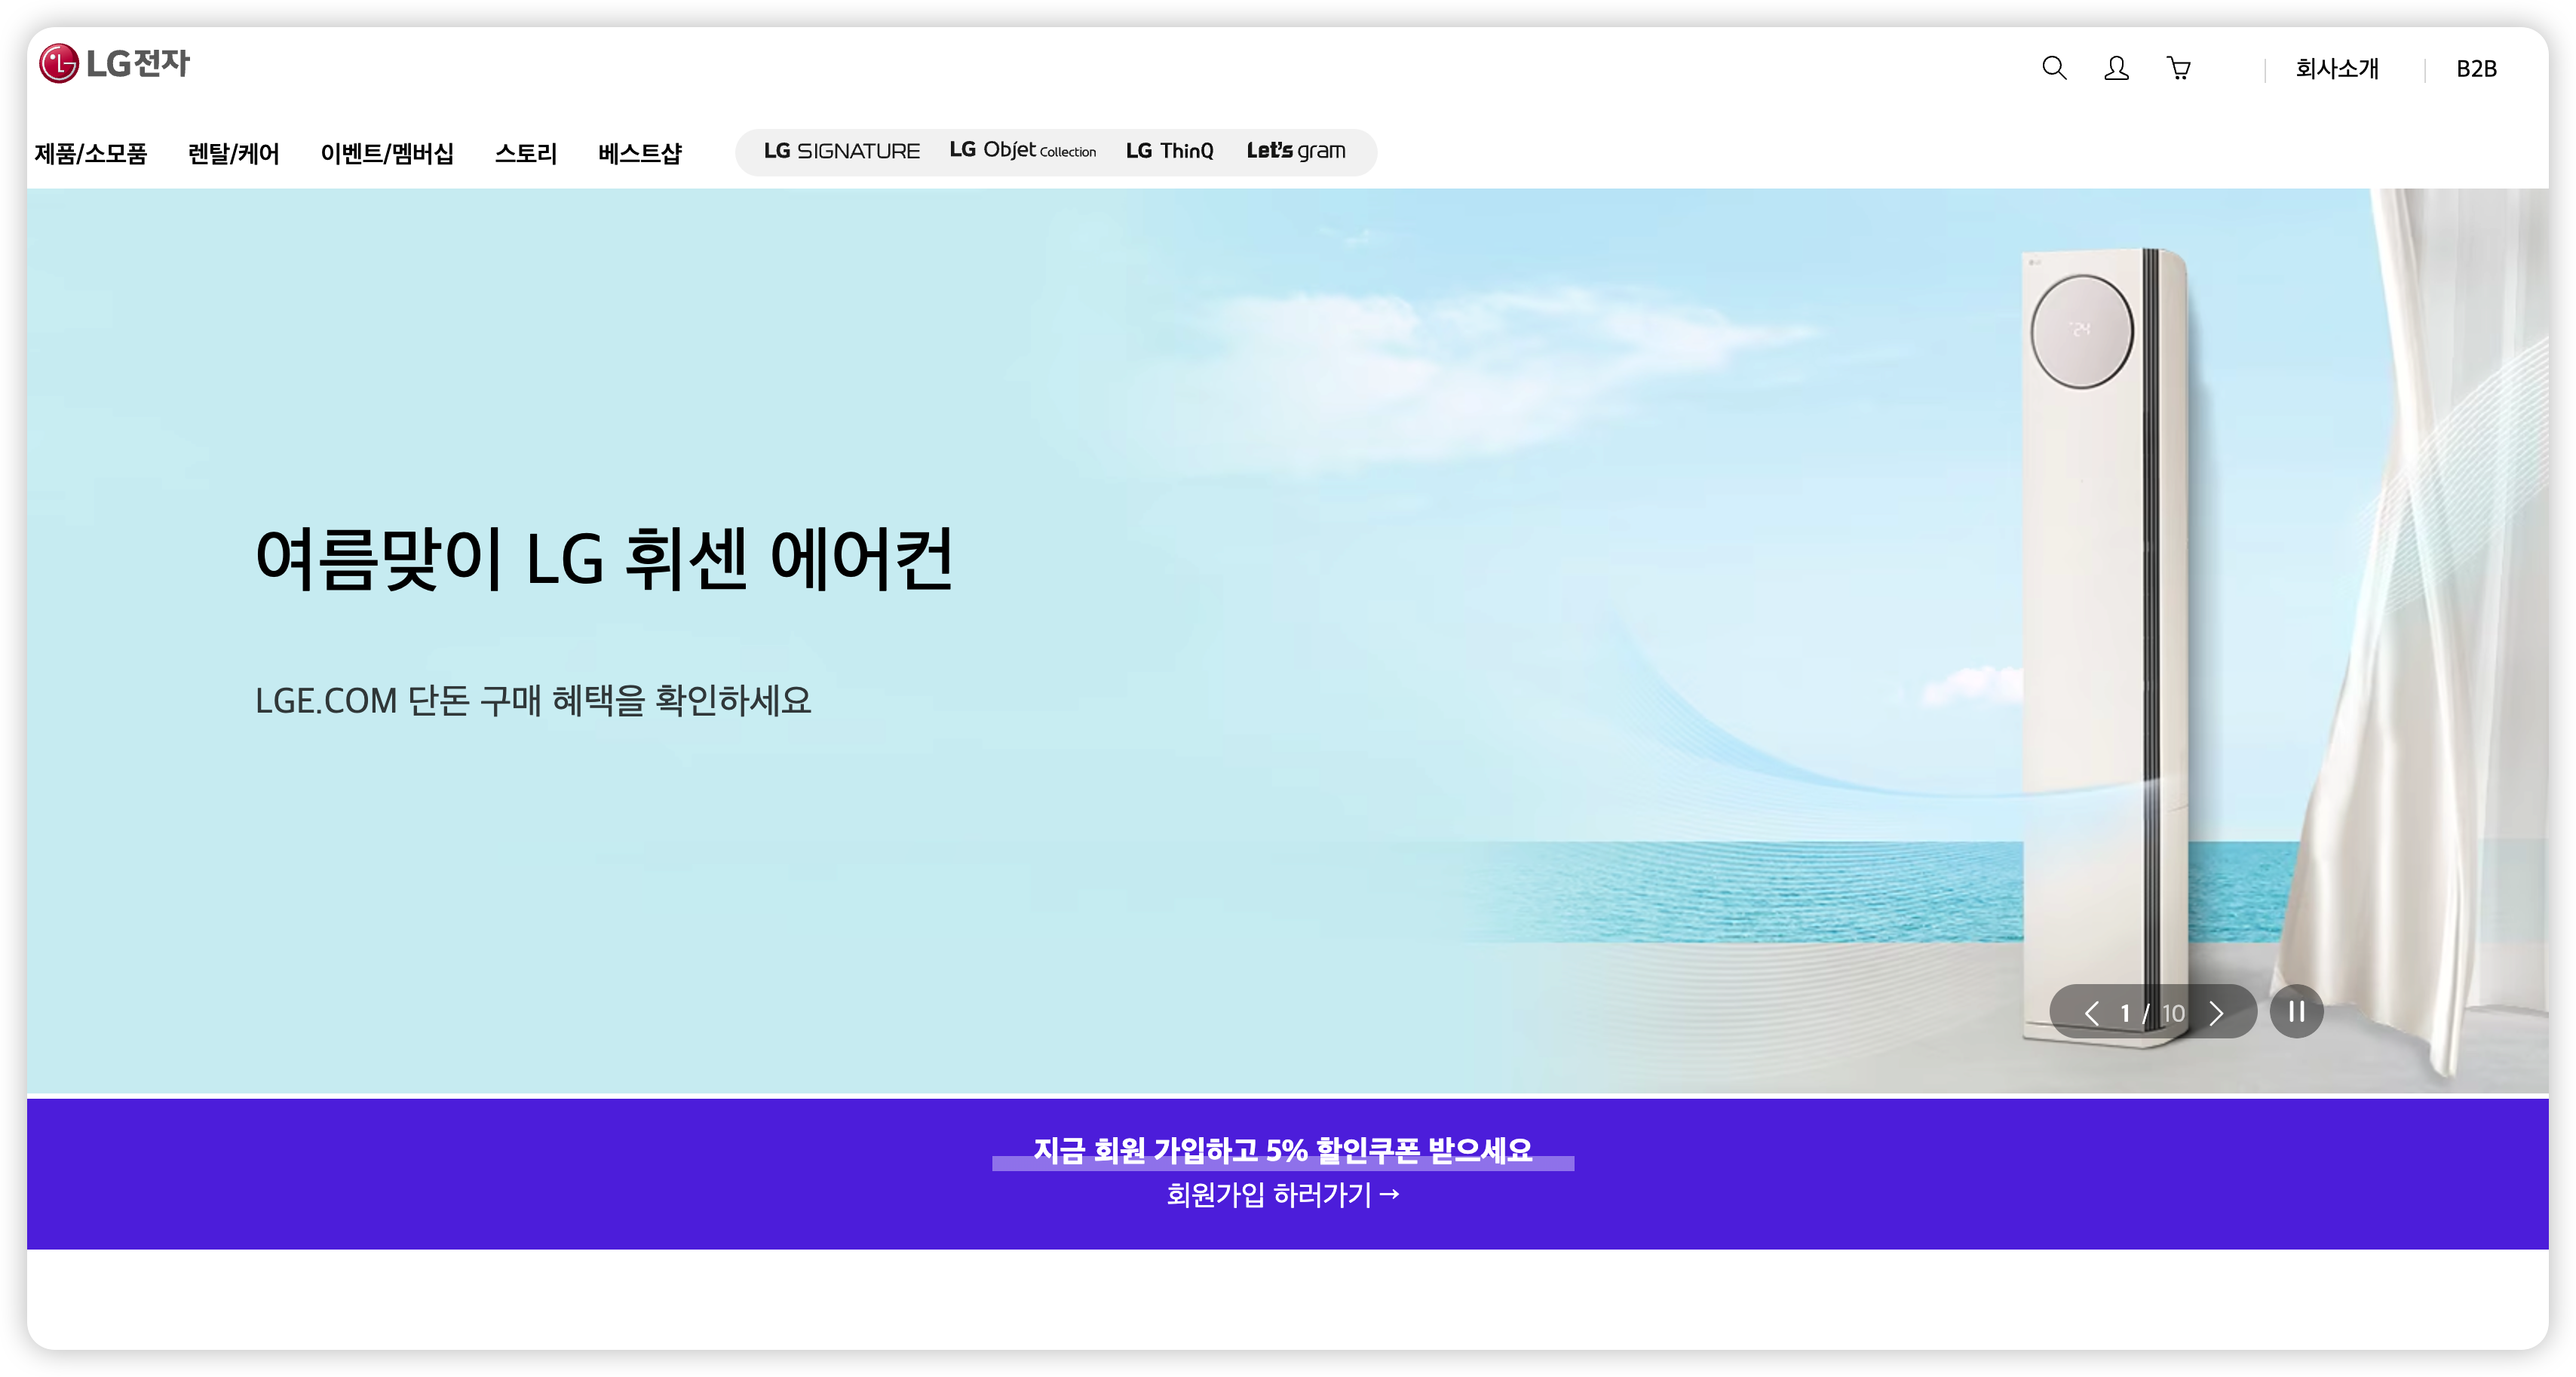 LG전자
회사소개
B2B
제품/소모품 렌탈/케어 이벤트/멤버십 스토리 베스트샵 LG SIGNATURE LG Objet Collection LG ThinQ Let's gram
24
여름맞이 LG 휘센 에어컨
LGE.COM 단돈 구매 혜택을 확인하세요
1 / 10
지금 회원 가입하고 5% 할인쿠폰 받으세요
회원가입 하러가기 →